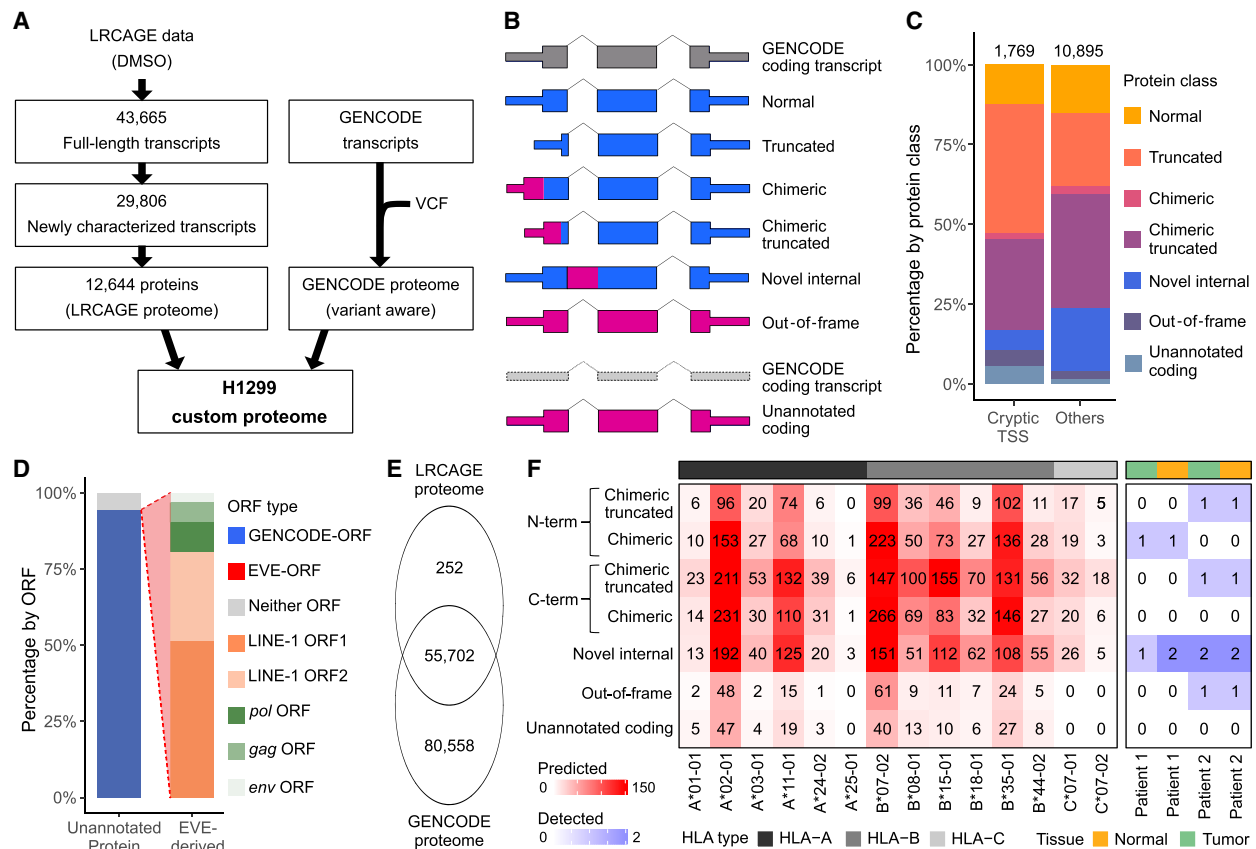 A
LRCAGE data
(DMSO)
43,665
Full-length transcripts
29,806
Newly characterized transcripts
12,644 proteins
(LRCAGE proteome)
GENCODE
transcripts
VCF
GENCODE proteome
(variant aware)
H1299
custom proteome
B
GENCODE
coding transcript
Normal
Truncated
Chimeric
Chimeric
truncated
Novel internal
Out-of-frame
GENCODE
coding transcript
Unannotated
coding
C
1,769 10,895
Percentage by protein class
100%
75%
50%
25%
0%
Cryptic
TSS
Others
Protein class
Normal
Truncated
Chimeric
Chimeric
truncated
Novel internal
Out-of-frame
Unannotated
coding
D
Percentage by ORF
100%
75%
50%
25%
0%
Unannotated
Protein
EVE-
derived
ORF type
GENCODE-ORF
EVE-ORF
Neither ORF
LINE-1 ORF1
LINE-1 ORF2
pol ORF
gag ORF
env ORF
E
LRCAGE
proteome
252
55,702
80,558
GENCODE
proteome
F
N-term
C-term
Chimeric
truncated
6 96 20 74 6 0 99 36 46 9 102 11 17 5 0 0 1 1
Chimeric
10 153 27 68 10 1 223 50 73 27 136 28 19 3 1 1 0 0
Chimeric
truncated
23 211 53 132 39 6 147 100 155 70 131 56 32 18 0 0 1 1
Chimeric
14 231 30 110 31 1 266 69 83 32 146 27 20 6 0 0 0 0
Novel internal
13 192 40 125 20 3 151 51 112 62 108 55 26 5 1 2 2 2
Out-of-frame
2 48 2 15 1 0 61 9 11 7 24 5 0 0 0 0 1 1
Unannotated coding
5 47 4 19 3 0 40 13 10 6 27 8 0 0 0 0 0 0
A*01-01
A*02-01
A*03-01
A*11-01
A*24-02
A*25-01
B*07-02
B*08-01
B*15-01
B*18-01
B*35-01
B*44-02
C*07-01
C*07-02
Patient 1
Patient 1
Patient 2
Patient 2
Predicted
0 150
Detected
0 2
HLA type HLA-A HLA-B HLA-C
Tissue Normal Tumor